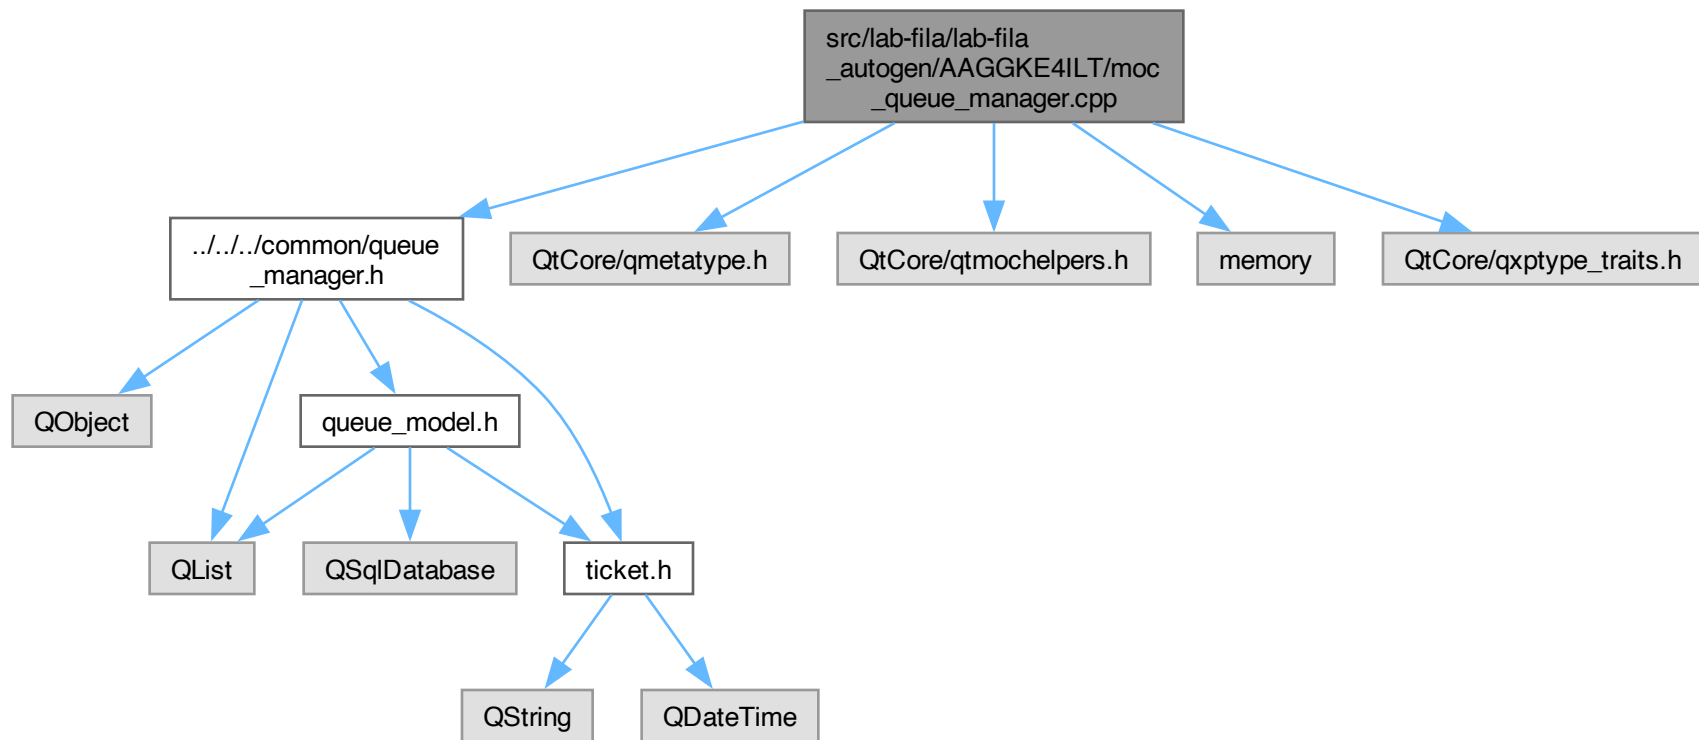 src/lab-fila/lab-fila
_autogen/AAGGKE4ILT/moc
_queue_manager.cpp
../../../common/queue
_manager.h
QtCore/qmetatype.h
QtCore/qtmochelpers.h
memory
QtCore/qxptype_traits.h
QObject
queue_model.h
QList
QSqlDatabase
ticket.h
QString
QDateTime